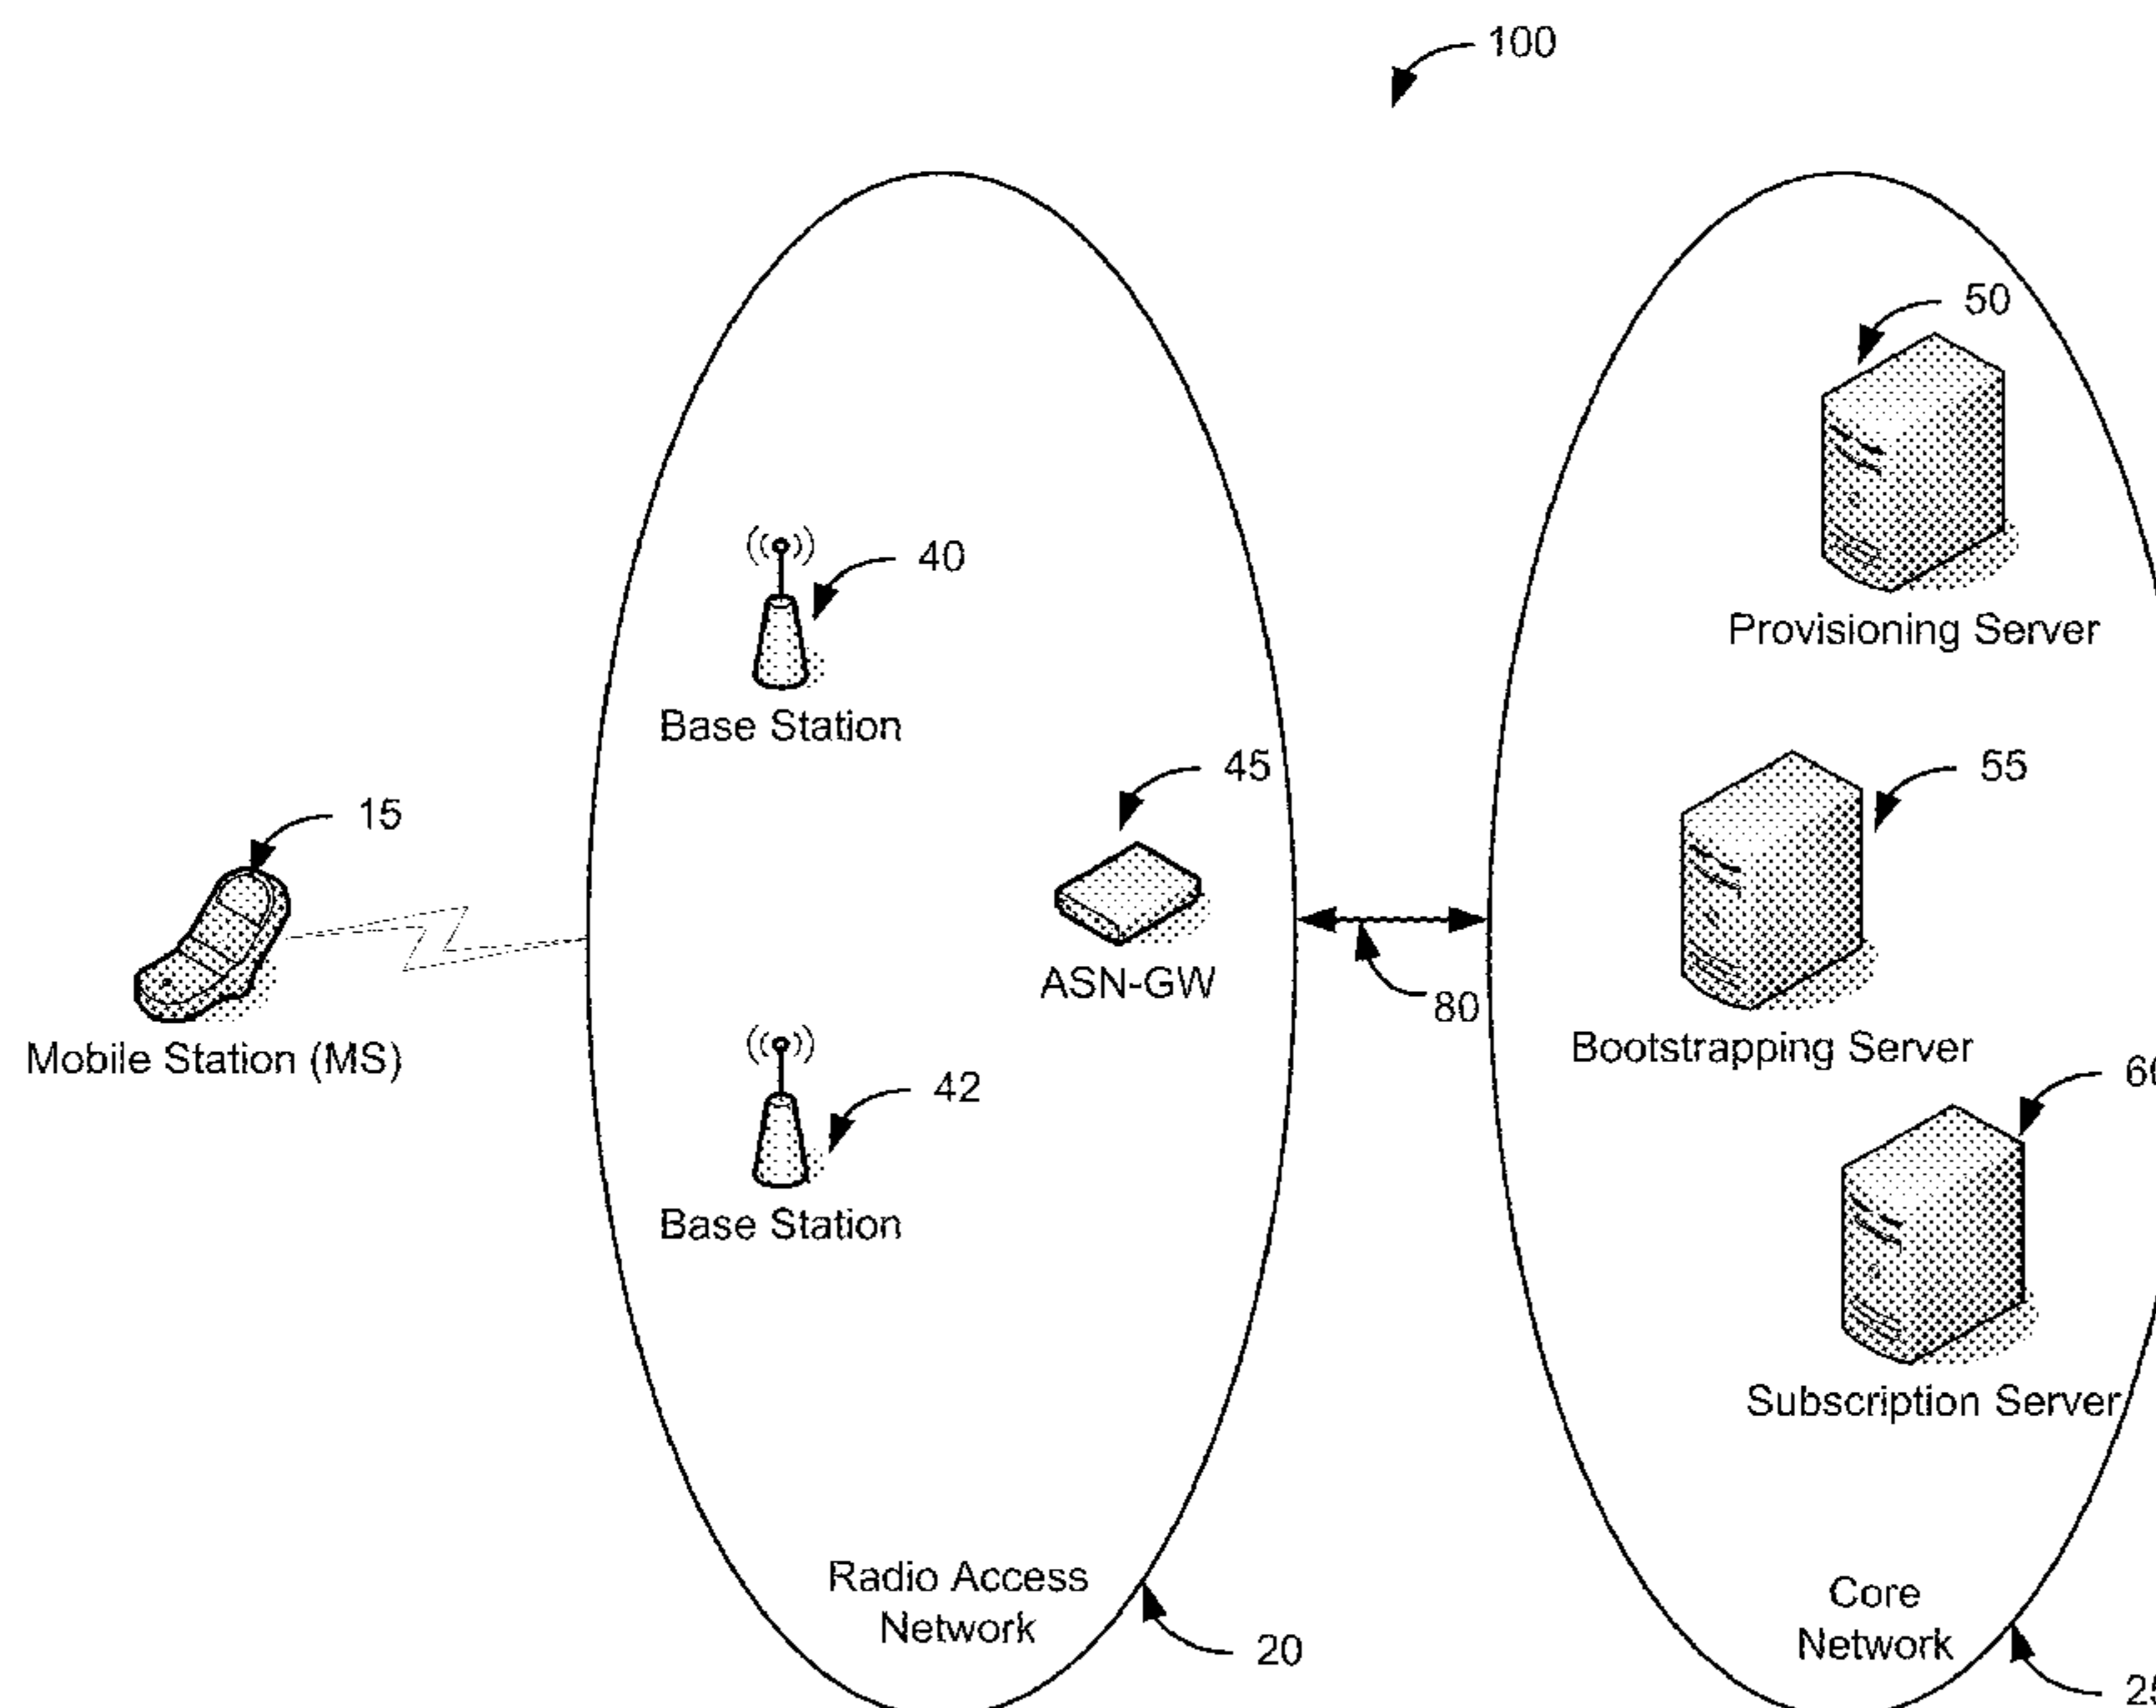 100
50
Provisioning Server
40
Base Station
45
ASN-GW
55
Bootstrapping Server
15
Mobile Station (MS)
80
42
Base Station
Subscription Server
Radio Access
Network
20
Core
Network